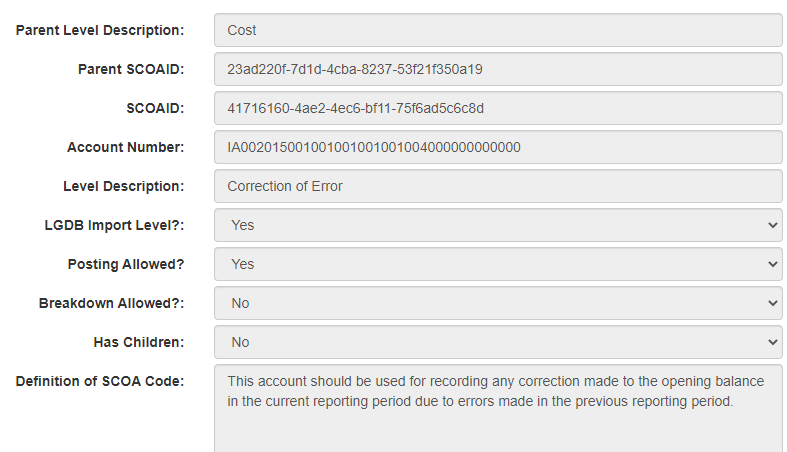 Parent Level Description: Cost
Parent SCOAID: 23ad220f-7d1d-4cba-8237-53f21f350a19
SCOAID: 41716160-4ae2-4ec6-bf11-75f6ad5c6c8d
Account Number: IA002015001001001001001004000000000000
Level Description: Correction of Error
LGDB Import Level?: Yes
Posting Allowed? Yes
Breakdown Allowed?: No
Has Children: No
Definition of SCOA Code: This account should be used for recording any correction made to the opening balance
in the current reporting period due to errors made in the previous reporting period.